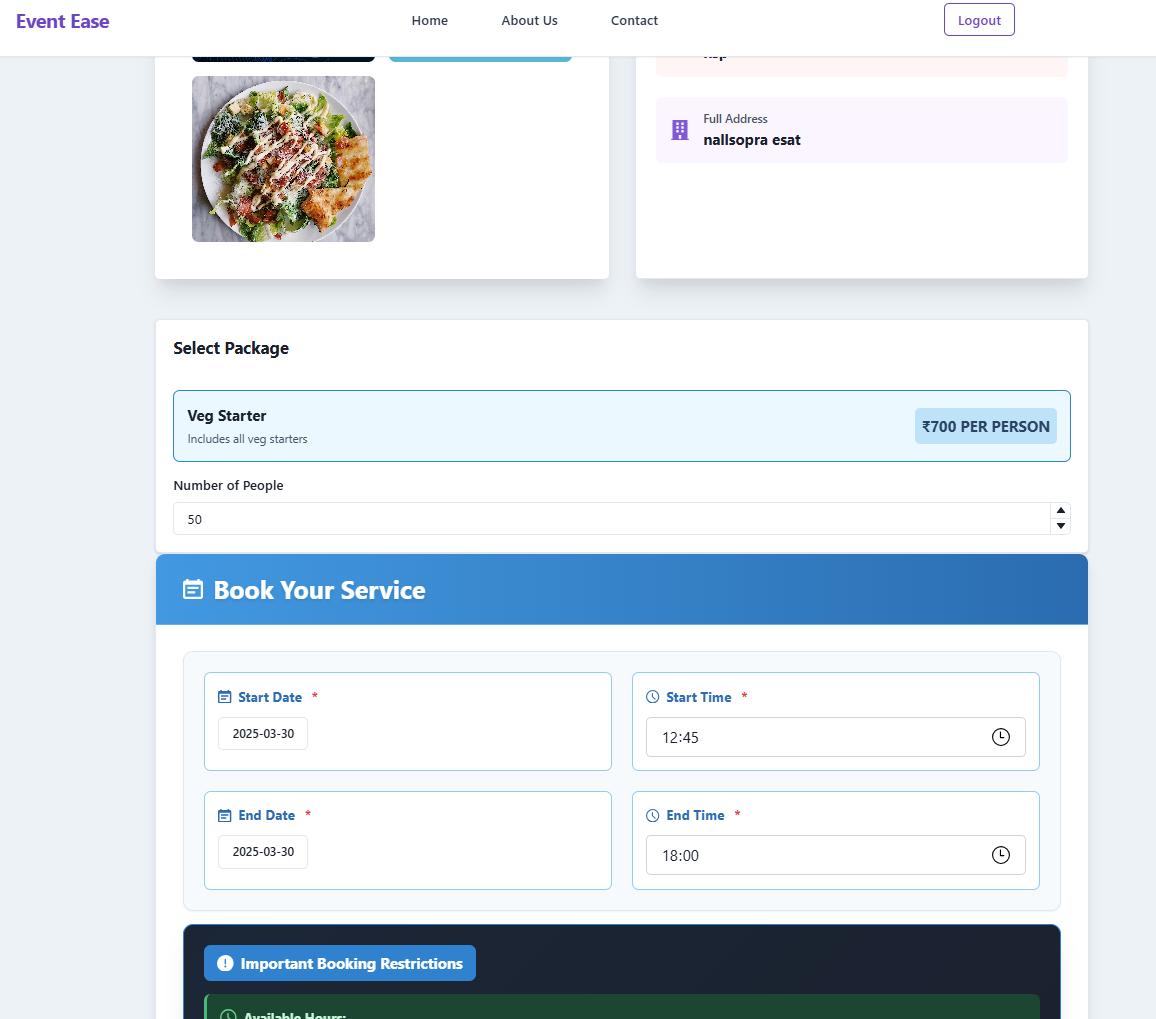 Event Ease
Home
About Us
Contact
Logout
Full Address
nallsopra esat
Select Package
Veg Starter
Includes all veg starters
₹700 PER PERSON
Number of People
50
Book Your Service
Start Date *
2025-03-30
Start Time *
12:45
End Date *
2025-03-30
End Time *
18:00
Important Booking Restrictions
Available Hours: